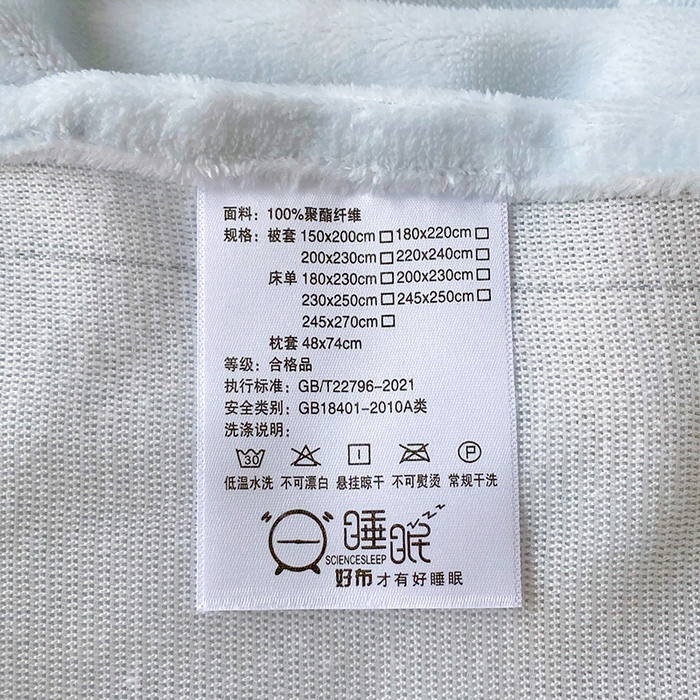 面料：100%聚酯纤维
规格：被套 150x200cm□ 180x220cm□
200x230cm□ 220x240cm□
床单 180x230cm□ 200x230cm□
230x250cm□ 245x250cm□
245x270cm□
枕套 48x74cm
等级：合格品
执行标准：GB/T22796-2021
安全类别：GB18401-2010A类
洗涤说明：
30 P
低温水洗 不可漂白 悬挂晾干 不可熨烫 常规干洗
睡眠zzz
SCIENCESLEEP
好布才有好睡眠